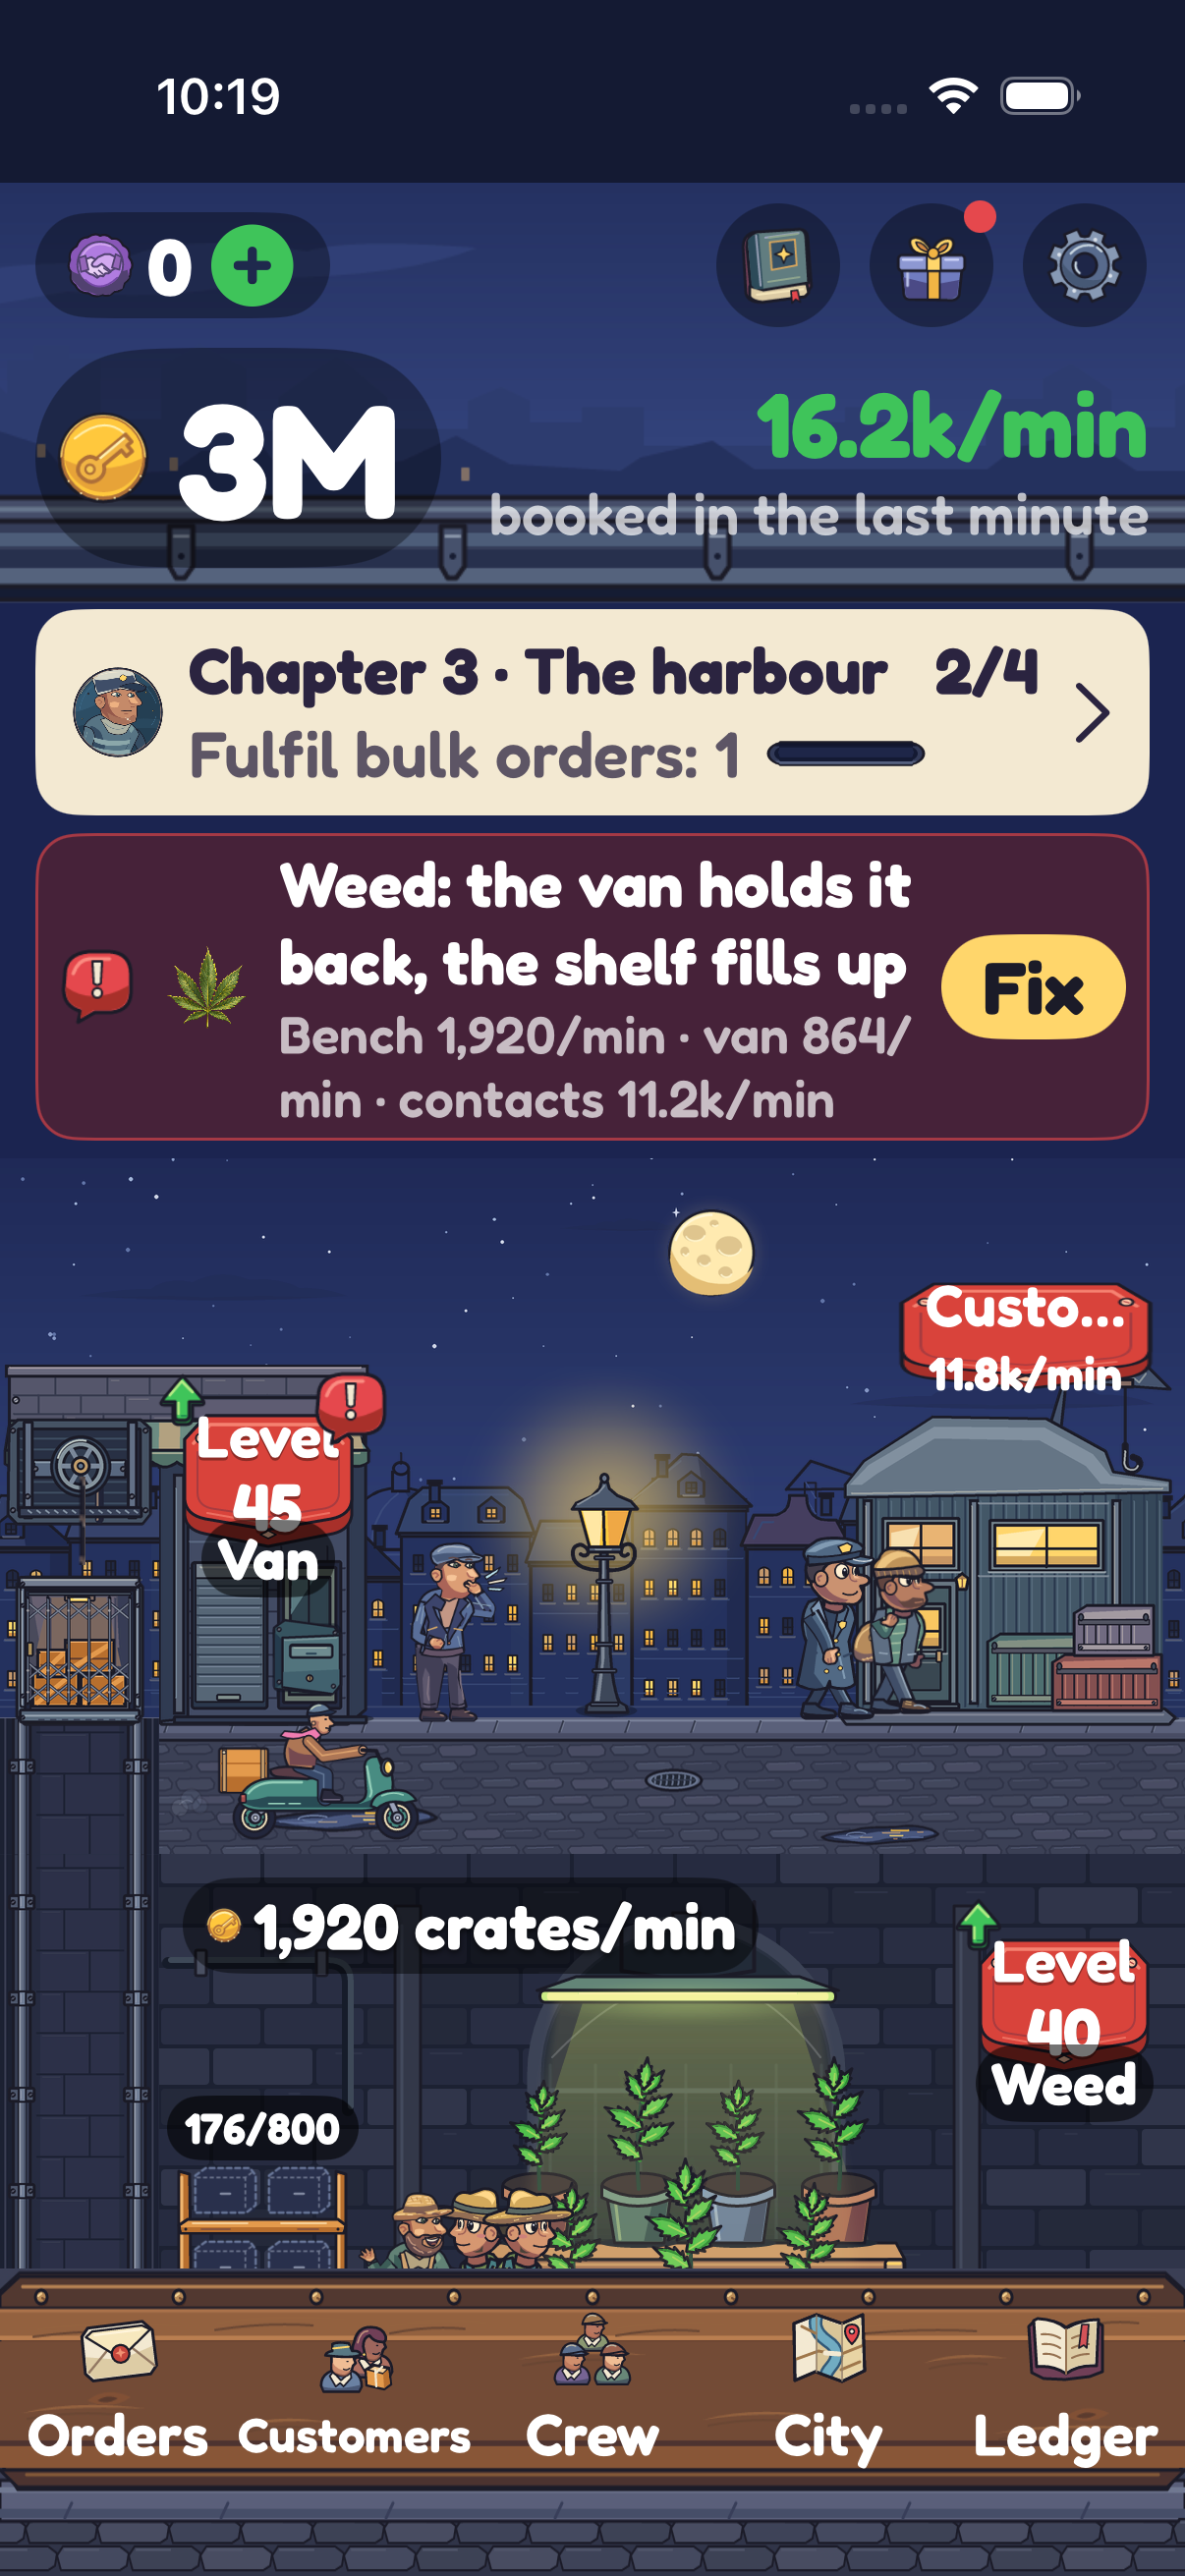 10:19
0
3M
16.2k/min
booked in the last minute
Chapter 3 · The harbour 2/4
Fulfil bulk orders: 1
Weed: the van holds it
back, the shelf fills up
Bench 1,920/min · van 864/
min · contacts 11.2k/min
Fix
Custo...
11.8k/min
Level
45
Van
1,920 crates/min
Level
40
Weed
176/800
Orders
Customers
Crew
City
Ledger